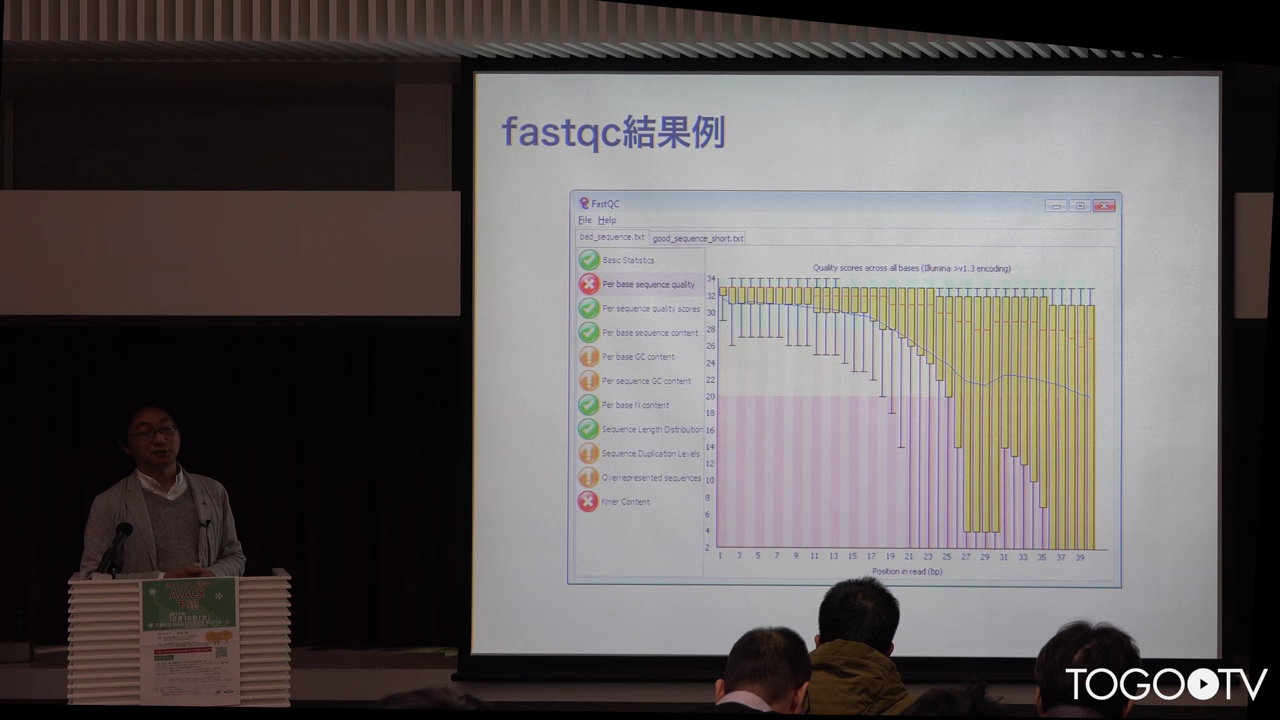 fastqc結果例
FastQC
File Help
bad_sequence.txt good_sequence_short.txt
Basic Statistics
Per base sequence quality
Per sequence quality scores
Per base sequence content
Per base GC content
Per sequence GC content
Per base N content
Sequence Length Distribution
Sequence Duplication Levels
Overrepresented sequences
Kmer Content
Quality scores across all bases (Illumina >v1.3 encoding)
34
32
30
28
26
24
22
20
18
16
14
12
10
8
6
4
2
1 3 5 7 9 11 13 15 17 19 21 23 25 27 29 31 33 35 37 39
Position in read (bp)
AJACS
TOGOTV